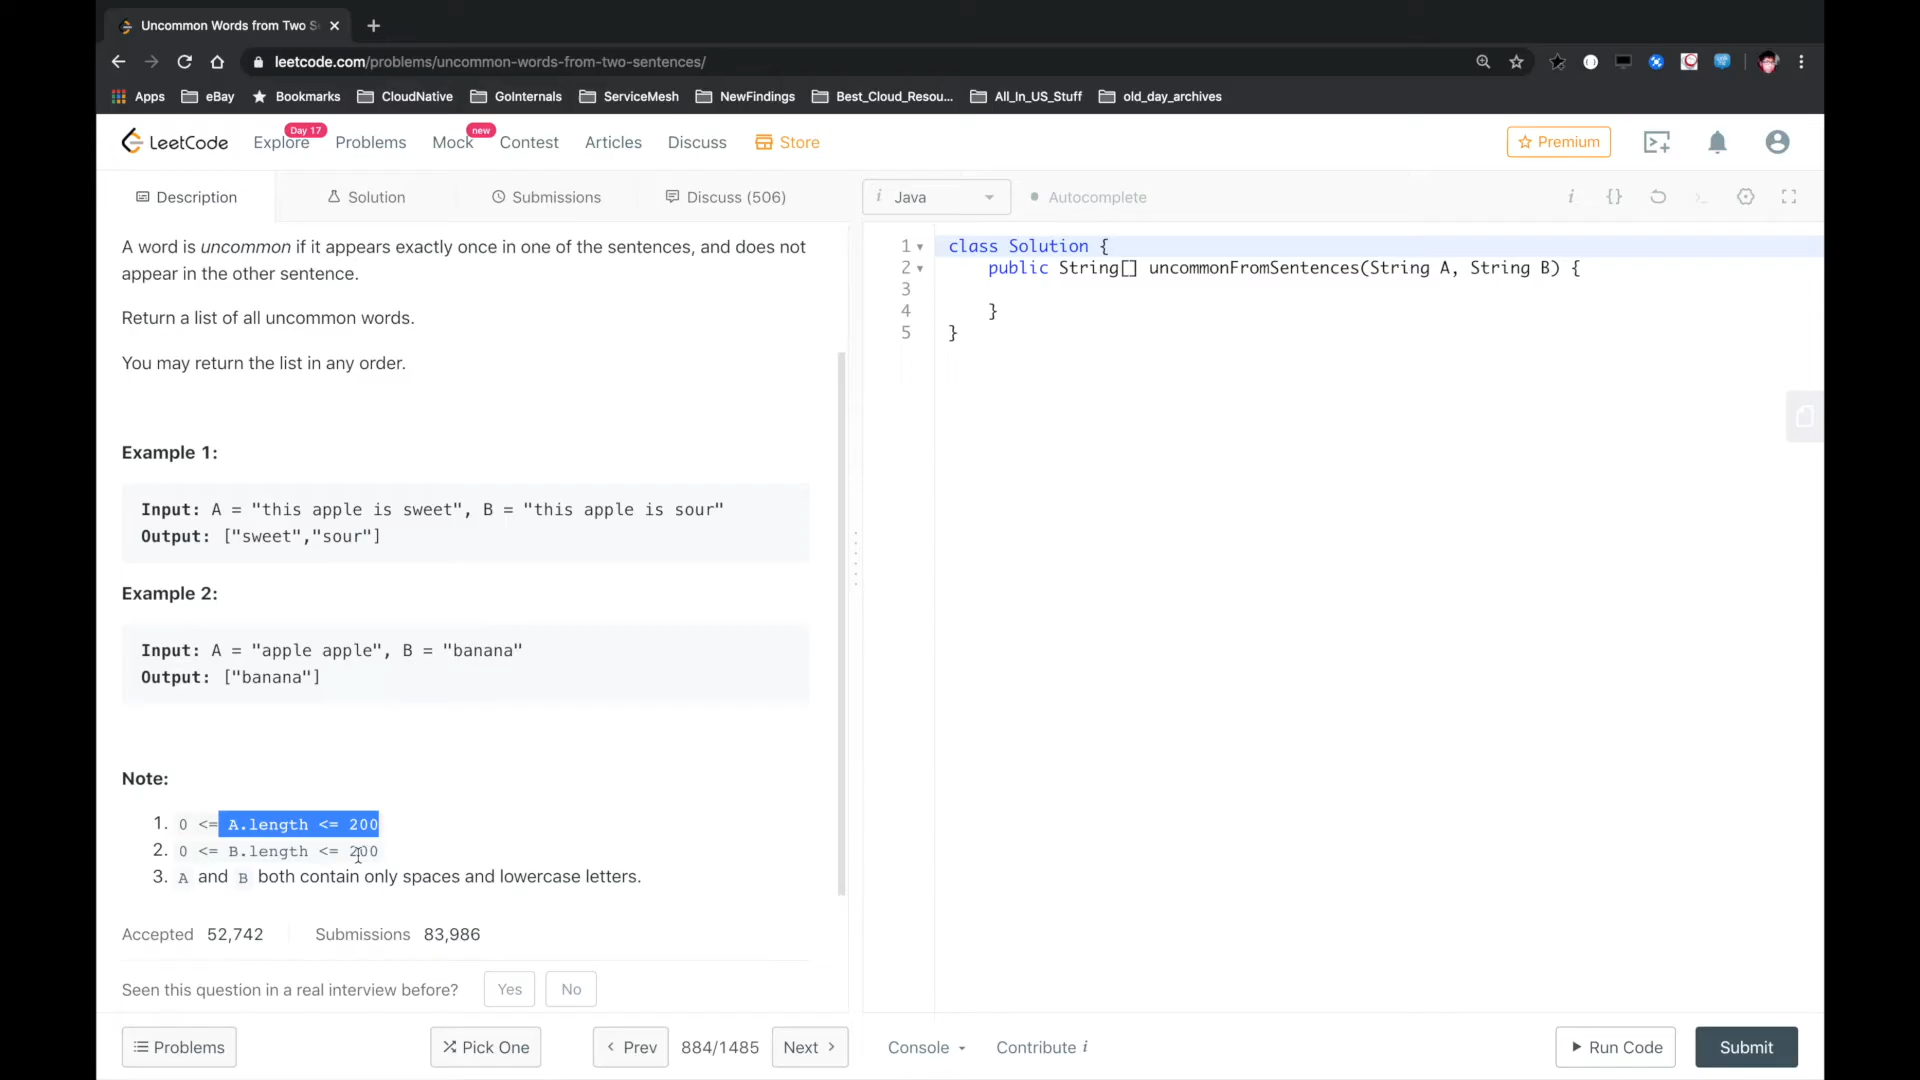 Uncommon Words from Two S
leetcode.com/problems/uncommon-words-from-two-sentences/
Apps eBay Bookmarks CloudNative GoInternals ServiceMesh NewFindings Best_Cloud_Resou... All_In_US_Stuff old_day_archives
LeetCode Explore Day 17 Problems Mock new Contest Articles Discuss Store Premium
Description Solution Submissions Discuss (506) i Java Autocomplete i {}
A word is uncommon if it appears exactly once in one of the sentences, and does not
appear in the other sentence.
Return a list of all uncommon words.
You may return the list in any order.
Example 1:
Input: A = "this apple is sweet", B = "this apple is sour"
Output: ["sweet","sour"]
Example 2:
Input: A = "apple apple", B = "banana"
Output: ["banana"]
Note:
1. 0 <= A.length <= 200
2. 0 <= B.length <= 200
3. A and B both contain only spaces and lowercase letters.
Accepted 52,742 Submissions 83,986
Seen this question in a real interview before? Yes No
Problems Pick One Prev 884/1485 Next
1 class Solution {
2 public String[] uncommonFromSentences(String A, String B) {
3
4 }
5 }
Console Contribute i Run Code Submit